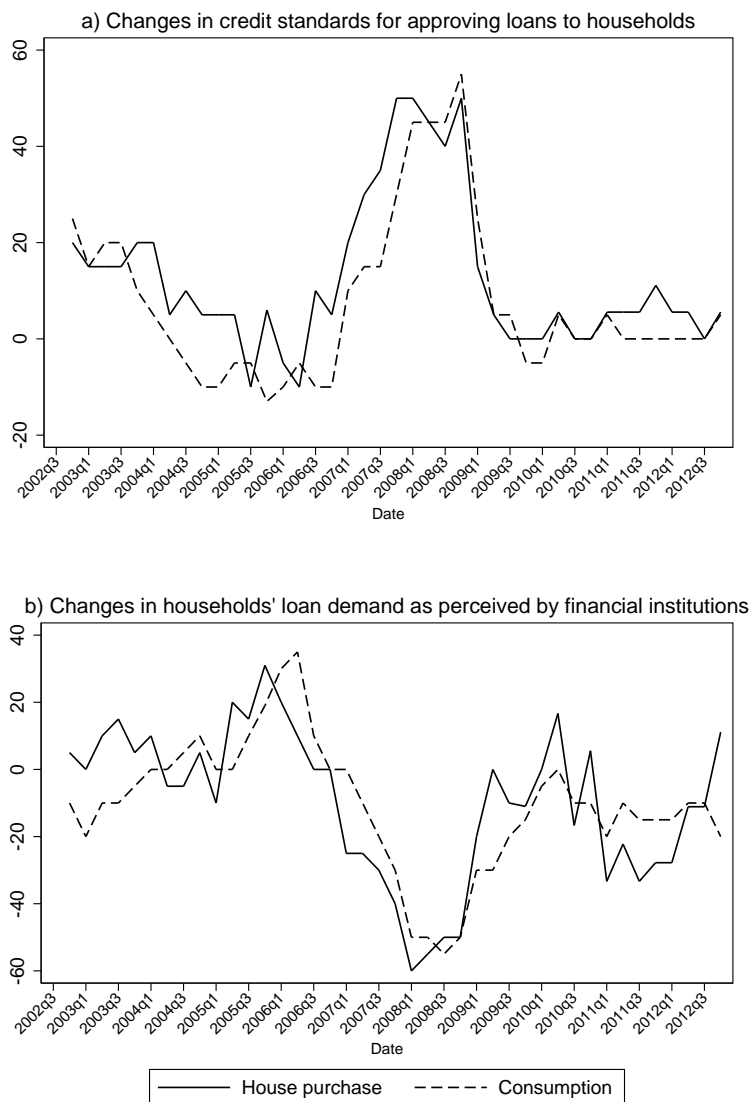 a) Changes in credit standards for approving loans to households
60
40
20
0
-20
2002q3
2003q1
2003q3
2004q1
2004q3
2005q1
2005q3
2006q1
2006q3
2007q1
2007q3
2008q1
2008q3
2009q1
2009q3
2010q1
2010q3
2011q1
2011q3
2012q1
2012q3
Date
b) Changes in households' loan demand as perceived by financial institutions
40
20
0
-20
-40
-60
2002q3
2003q1
2003q3
2004q1
2004q3
2005q1
2005q3
2006q1
2006q3
2007q1
2007q3
2008q1
2008q3
2009q1
2009q3
2010q1
2010q3
2011q1
2011q3
2012q1
2012q3
Date
House purchase Consumption